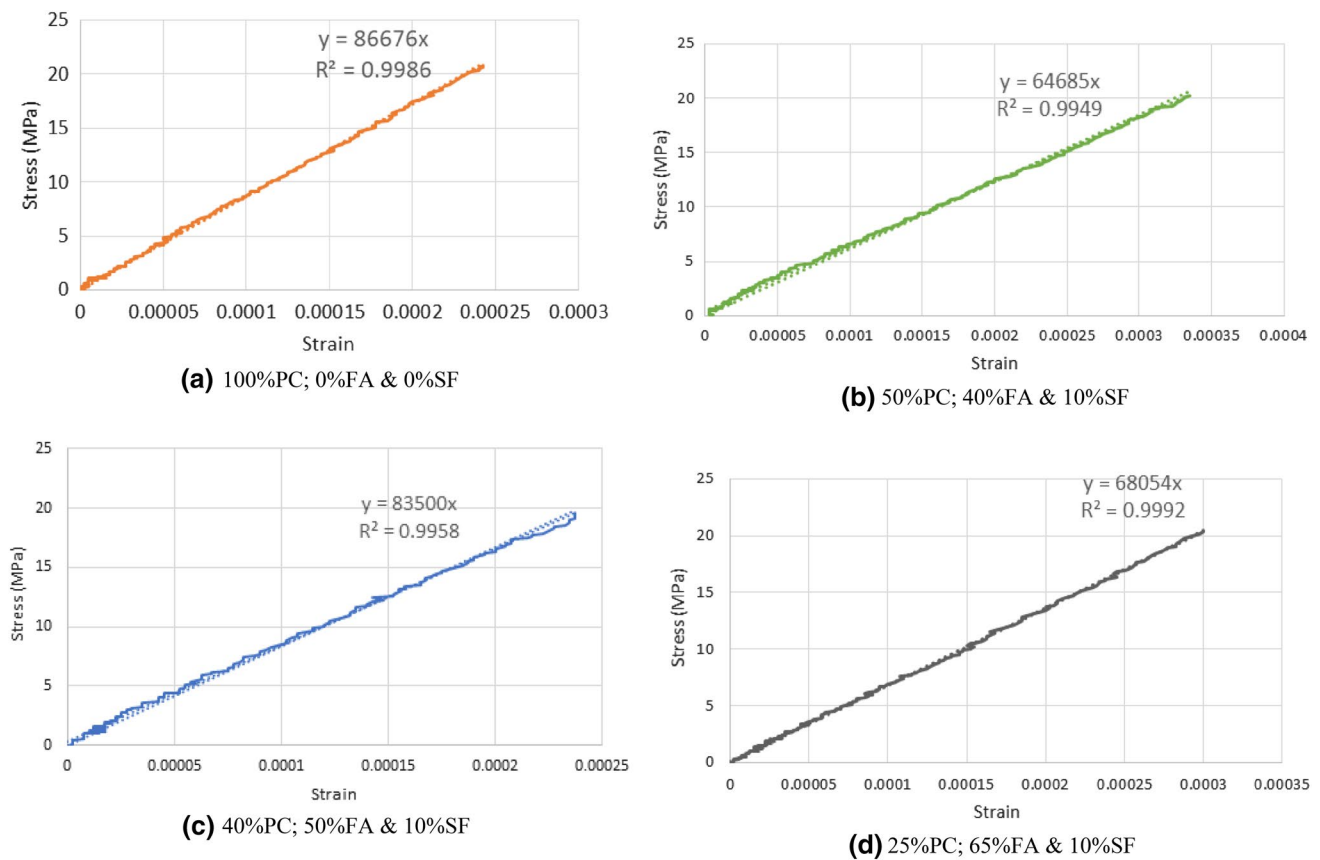 25
20
15
10
5
0
Stress (MPa)
y = 86676x
R² = 0.9986
0 0.00005 0.0001 0.00015 0.0002 0.00025 0.0003
Strain
(a) 100%PC; 0%FA & 0%SF
25
20
15
10
5
0
Stress (MPa)
y = 64685x
R² = 0.9949
0 0.00005 0.0001 0.00015 0.0002 0.00025 0.0003 0.00035 0.0004
Strain
(b) 50%PC; 40%FA & 10%SF
25
20
15
10
5
0
Stress (MPa)
y = 83500x
R² = 0.9958
0 0.00005 0.0001 0.00015 0.0002 0.00025
Strain
(c) 40%PC; 50%FA & 10%SF
25
20
15
10
5
0
Stress (MPa)
y = 68054x
R² = 0.9992
0 0.00005 0.0001 0.00015 0.0002 0.00025 0.0003 0.00035
Strain
(d) 25%PC; 65%FA & 10%SF